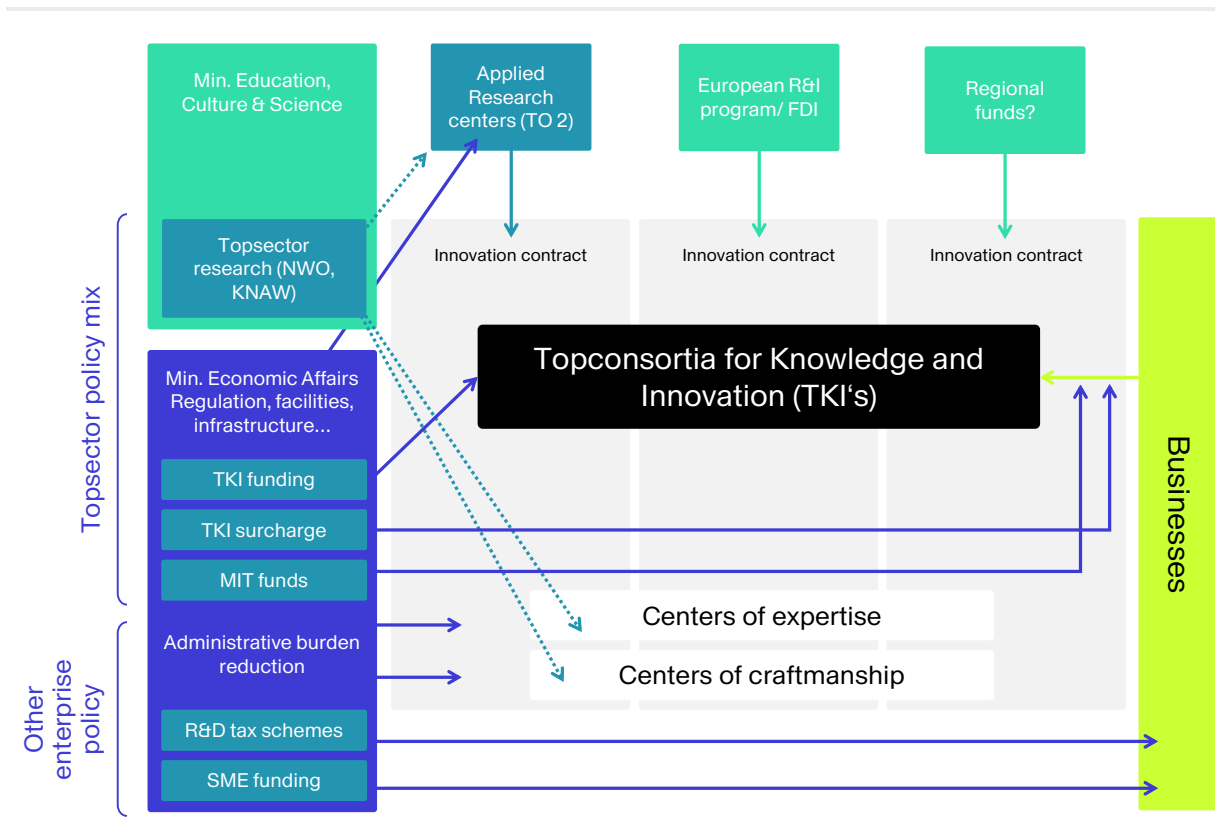 Min. Education,
Culture & Science
Applied
Research
centers (TO 2)
European R&I
program/ FDI
Regional
funds?
Topsector
research (NWO,
KNAW)
Innovation contract
Innovation contract
Innovation contract
Topsector policy mix
Topconsortia for Knowledge and
Innovation (TKI‘s)
Min. Economic Affairs
Regulation, facilities,
infrastructure...
TKI funding
TKI surcharge
MIT funds
Businesses
Centers of expertise
Centers of craftmanship
Other
enterprise
policy
Administrative burden
reduction
R&D tax schemes
SME funding